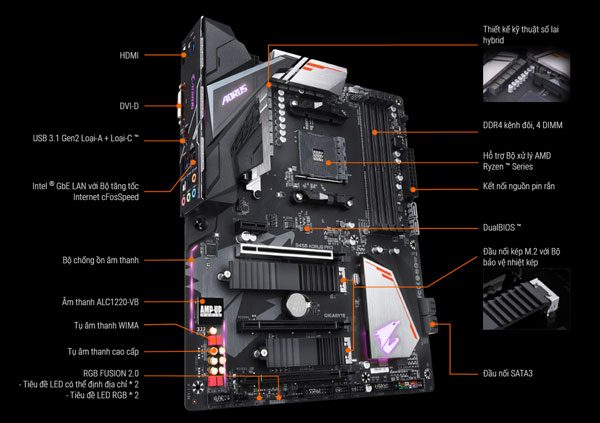 HDMI
DVI-D
USB 3.1 Gen2 Loại-A + Loại-C ™
Intel ® GbE LAN với Bộ tăng tốc
Internet cFosSpeed
Bộ chống ồn âm thanh
Âm thanh ALC1220-VB
Tụ âm thanh WIMA
Tụ âm thanh cao cấp
RGB FUSION 2.0
- Tiêu đề LED có thể định địa chỉ * 2
- Tiêu đề LED RGB * 2
AORUS
B450 AORUS PRO
GIGABYTE
AMP-UP
Thiết kế kỹ thuật số lai
hybrid
DDR4 kênh đôi, 4 DIMM
Hỗ trợ Bộ xử lý AMD
Ryzen ™ Series
Kết nối nguồn pin rắn
DualBIOS ™
Đầu nối kép M.2 với Bộ
bảo vệ nhiệt kép
Đầu nối SATA3